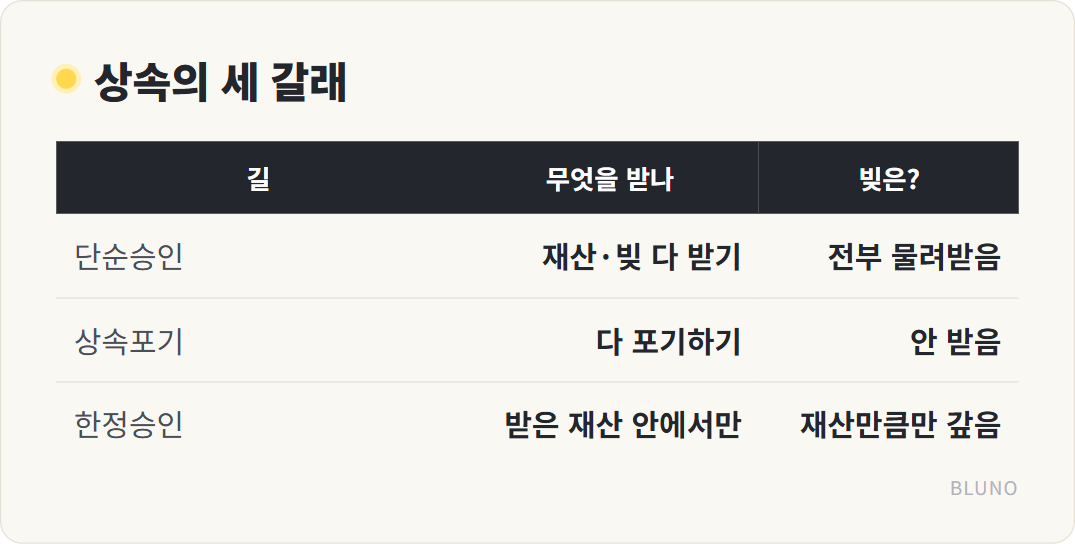 상속의 세 갈래
길 무엇을 받나 빚은?
단순승인 재산·빚 다 받기 전부 물려받음
상속포기 다 포기하기 안 받음
한정승인 받은 재산 안에서만 재산만큼만 갚음
BLUNO